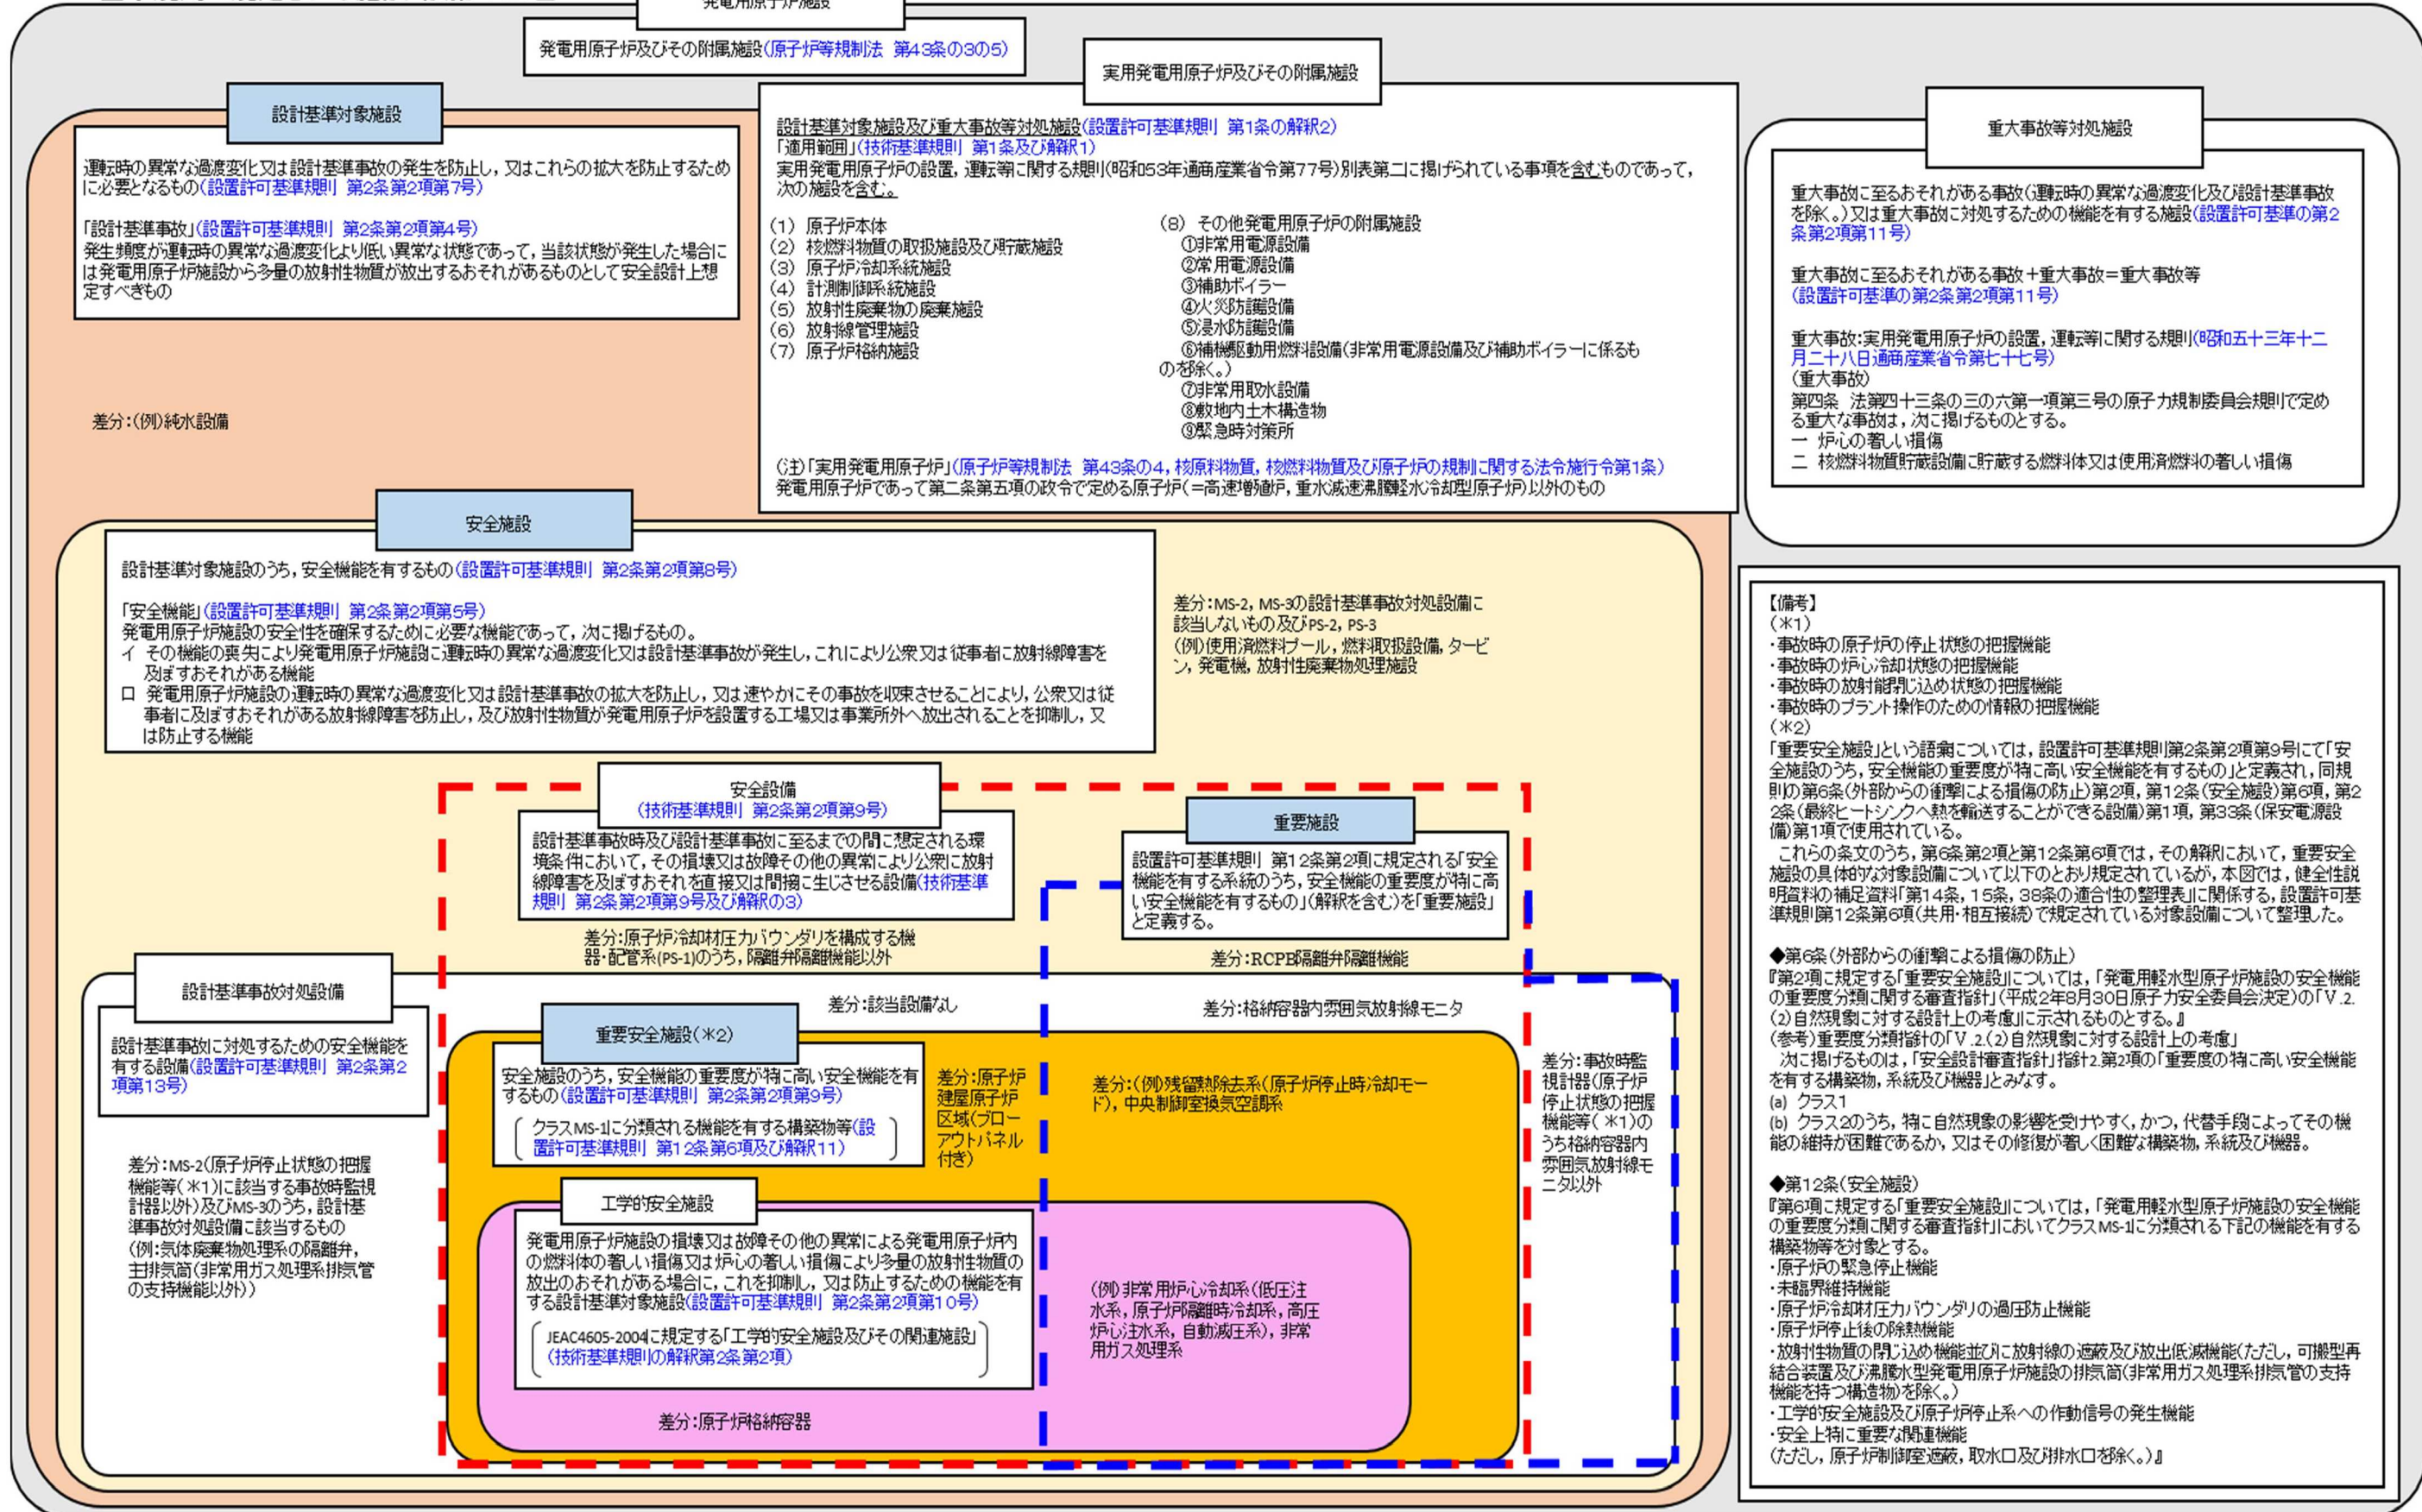 発電用原子炉施設
発電用原子炉及びその附属施設(原子炉等規制法 第43条の3の5)
設計基準対象施設
運転時の異常な過渡変化又は設計基準事故の発生を防止し，又はこれらの拡大を防止するため
に必要となるもの(設置許可基準規則 第2条第2項第7号)
「設計基準事故」(設置許可基準規則 第2条第2項第4号)
発生頻度が運転時の異常な過渡変化より低い異常な状態であって，当該状態が発生した場合に
は発電用原子炉施設から多量の放射性物質が放出するおそれがあるものとして安全設計上想
定すべきもの
差分：(例)純水設備
実用発電用原子炉及びその附属施設
設計基準対象施設及び重大事故等対処施設(設置許可基準規則 第1条の解釈2)
「適用範囲」(技術基準規則 第1条及び解釈1)
実用発電用原子炉の設置，運転等に関する規則(昭和53年通商産業省令第77号)別表第二に掲げられている事項を含むものであって，
次の施設を含む。
(1) 原子炉本体
(2) 核燃料物質の取扱施設及び貯蔵施設
(3) 原子炉冷却系統施設
(4) 計測制御系統施設
(5) 放射性廃棄物の廃棄施設
(6) 放射線管理施設
(7) 原子炉格納施設
(8) その他発電用原子炉の附属施設
①非常用電源設備
②常用電源設備
③補助ボイラー
④火災防護設備
⑤浸水防護設備
⑥補機駆動用燃料設備(非常用電源設備及び補助ボイラーに係るも
のを除く。)
⑦非常用取水設備
⑧敷地内土木構造物
⑨緊急時対策所
(注)「実用発電用原子炉」(原子炉等規制法 第43条の4，核原料物質，核燃料物質及び原子炉の規制に関する法令施行令第1条)
発電用原子炉であって第二条第五項の政令で定める原子炉(＝高速増殖炉，重水減速沸騰軽水冷却型原子炉)以外のもの
重大事故等対処施設
重大事故に至るおそれがある事故(運転時の異常な過渡変化及び設計基準事故
を除く。)又は重大事故に対処するための機能を有する施設(設置許可基準の第2
条第2項第11号)
重大事故に至るおそれがある事故＋重大事故＝重大事故等
(設置許可基準の第2条第2項第11号)
重大事故：実用発電用原子炉の設置，運転等に関する規則(昭和五十三年十二
月二十八日通商産業省令第七十七号)
(重大事故)
第四条 法第四十三条の三の六第一項第三号の原子力規制委員会規則で定め
る重大な事故は，次に掲げるものとする。
一 炉心の著しい損傷
二 核燃料物質貯蔵設備に貯蔵する燃料体又は使用済燃料の著しい損傷
安全施設
設計基準対象施設のうち，安全機能を有するもの(設置許可基準規則 第2条第2項第8号)
「安全機能」(設置許可基準規則 第2条第2項第5号)
発電用原子炉施設の安全性を確保するために必要な機能であって，次に掲げるもの。
イ その機能の喪失により発電用原子炉施設に運転時の異常な過渡変化又は設計基準事故が発生し，これにより公衆又は従事者に放射線障害を
及ぼすおそれがある機能
ロ 発電用原子炉施設の運転時の異常な過渡変化又は設計基準事故の拡大を防止し，又は速やかにその事故を収束させることにより，公衆又は従
事者に及ぼすおそれがある放射線障害を防止し，及び放射性物質が発電用原子炉を設置する工場又は事業所外へ放出されることを抑制し，又
は防止する機能
差分：MS-2，MS-3の設計基準事故対処設備に
該当しないもの及びPS-2，PS-3
(例)使用済燃料プール，燃料取扱設備，タービ
ン，発電機，放射性廃棄物処理施設
安全設備
(技術基準規則 第2条第2項第9号)
設計基準事故時及び設計基準事故に至るまでの間に想定される環
境条件において，その損壊又は故障その他の異常により公衆に放射
線障害を及ぼすおそれを直接又は間接に生じさせる設備(技術基準
規則 第2条第2項第9号及び解釈の3)
差分：原子炉冷却材圧力バウンダリを構成する機
器・配管系(PS-1)のうち，隔離弁隔離機能以外
重要施設
設置許可基準規則 第12条第2項に規定される「安全
機能を有する系統のうち，安全機能の重要度が特に高
い安全機能を有するもの」(解釈を含む)を「重要施設」
と定義する。
差分：RCPB隔離弁隔離機能
設計基準事故対処設備
設計基準事故に対処するための安全機能を
有する設備(設置許可基準規則 第2条第2
項第13号)
差分：MS-2(原子炉停止状態の把握
機能等(＊1)に該当する事故時監視
計器以外)及びMS-3のうち，設計基
準事故対処設備に該当するもの
(例：気体廃棄物処理系の隔離弁，
主排気筒(非常用ガス処理系排気管
の支持機能以外))
差分：該当設備なし
差分：格納容器内雰囲気放射線モニタ
重要安全施設(＊2)
安全施設のうち，安全機能の重要度が特に高い安全機能を有
するもの(設置許可基準規則 第2条第2項第9号)
クラスMS-1に分類される機能を有する構築物等(設
置許可基準規則 第12条第6項及び解釈11)
差分：原子炉
建屋原子炉
区域(ブロー
アウトパネル
付き)
差分：(例)残留熱除去系(原子炉停止時冷却モー
ド)，中央制御室換気空調系
差分：事故時監
視計器(原子炉
停止状態の把握
機能等(＊1)の
うち格納容器内
雰囲気放射線モ
ニタ以外
工学的安全施設
発電用原子炉施設の損壊又は故障その他の異常による発電用原子炉内
の燃料体の著しい損傷又は炉心の著しい損傷により多量の放射性物質の
放出のおそれがある場合に，これを抑制し，又は防止するための機能を有
する設計基準対象施設(設置許可基準規則 第2条第2項第10号)
JEAC4605-2004に規定する「工学的安全施設及びその関連施設」
(技術基準規則の解釈第2条第2項)
差分：原子炉格納容器
(例)非常用炉心冷却系(低圧注
水系，原子炉隔離時冷却系，高圧
炉心注水系，自動減圧系)，非常
用ガス処理系
【備考】
(＊1)
・事故時の原子炉の停止状態の把握機能
・事故時の炉心冷却状態の把握機能
・事故時の放射能閉じ込め状態の把握機能
・事故時のプラント操作のための情報の把握機能
(＊2)
「重要安全施設」という語彙については，設置許可基準規則第2条第2項第9号にて「安
全施設のうち，安全機能の重要度が特に高い安全機能を有するもの」と定義され，同規
則の第6条(外部からの衝撃による損傷の防止)第2項，第12条(安全施設)第6項，第2
2条(最終ヒートシンクへ熱を輸送することができる設備)第1項，第33条(保安電源設
備)第1項で使用されている。
これらの条文のうち，第6条第2項と第12条第6項では，その解釈において，重要安全
施設の具体的な対象設備について以下のとおり規定されているが，本図では，健全性説
明資料の補足資料「第14条，15条，38条の適合性の整理表」に関係する，設置許可基
準規則第12条第6項(共用・相互接続)で規定されている対象設備について整理した。
◆第6条(外部からの衝撃による損傷の防止)
『第2項に規定する「重要安全施設」については，「発電用軽水型原子炉施設の安全機能
の重要度分類に関する審査指針」(平成2年8月30日原子力安全委員会決定)の「Ⅴ.2.
(2)自然現象に対する設計上の考慮」に示されるものとする。』
(参考)重要度分類指針の「Ⅴ.2.(2)自然現象に対する設計上の考慮」
次に掲げるものは，「安全設計審査指針」指針2.第2項の「重要度の特に高い安全機能
を有する構築物，系統及び機器」とみなす。
(a) クラス1
(b) クラス2のうち，特に自然現象の影響を受けやすく，かつ，代替手段によってその機
能の維持が困難であるか，又はその修復が著しく困難な構築物，系統及び機器。
◆第12条(安全施設)
『第6項に規定する「重要安全施設」については，「発電用軽水型原子炉施設の安全機能
の重要度分類に関する審査指針」においてクラスMS-1に分類される下記の機能を有する
構築物等を対象とする。
・原子炉の緊急停止機能
・未臨界維持機能
・原子炉冷却材圧力バウンダリの過圧防止機能
・原子炉停止後の除熱機能
・放射性物質の閉じ込め機能並びに放射線の遮蔽及び放出低減機能(ただし，可搬型再
結合装置及び沸騰水型発電用原子炉施設の排気筒(非常用ガス処理系排気管の支持
機能を持つ構造物)を除く。)
・工学的安全施設及び原子炉停止系への作動信号の発生機能
・安全上特に重要な関連機能
(ただし，原子炉制御室遮蔽，取水口及び排水口を除く。)』